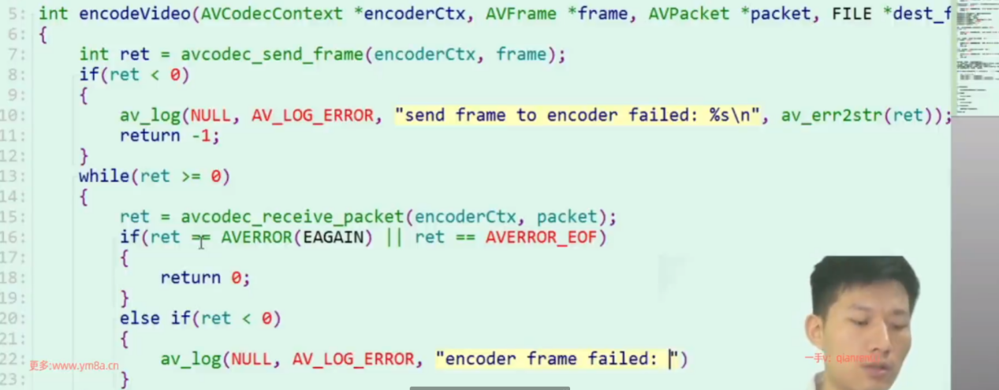 5: int encodeVideo(AVCodecContext *encoderCtx, AVFrame *frame, AVPacket *packet, FILE *dest_f
6: {
7: int ret = avcodec_send_frame(encoderCtx, frame);
8: if(ret < 0)
9: {
10: av_log(NULL, AV_LOG_ERROR, "send frame to encoder failed: %s\n", av_err2str(ret));
11: return -1;
12: }
13: while(ret >= 0)
14: {
15: ret = avcodec_receive_packet(encoderCtx, packet);
16: if(ret == AVERROR(EAGAIN) || ret == AVERROR_EOF)
17: {
18: return 0;
19: }
20: else if(ret < 0)
21: {
22: av_log(NULL, AV_LOG_ERROR, "encoder frame failed: ")
23: }
更多:www.ym8a.cn
一手v: